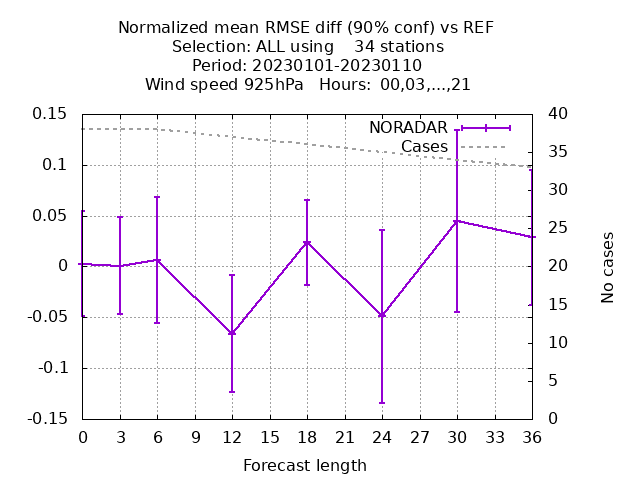 Normalized mean RMSE diff (90% conf) vs REF
Selection: ALL using    34 stations
Period: 20230101-20230110
Wind speed 925hPa   Hours:  00,03,...,21
NORADAR
Cases
0.15
0.1
0.05
0
-0.05
-0.1
-0.15
40
35
30
25
20
15
10
5
0
No cases
0 3 6 9 12 15 18 21 24 27 30 33 36
Forecast length